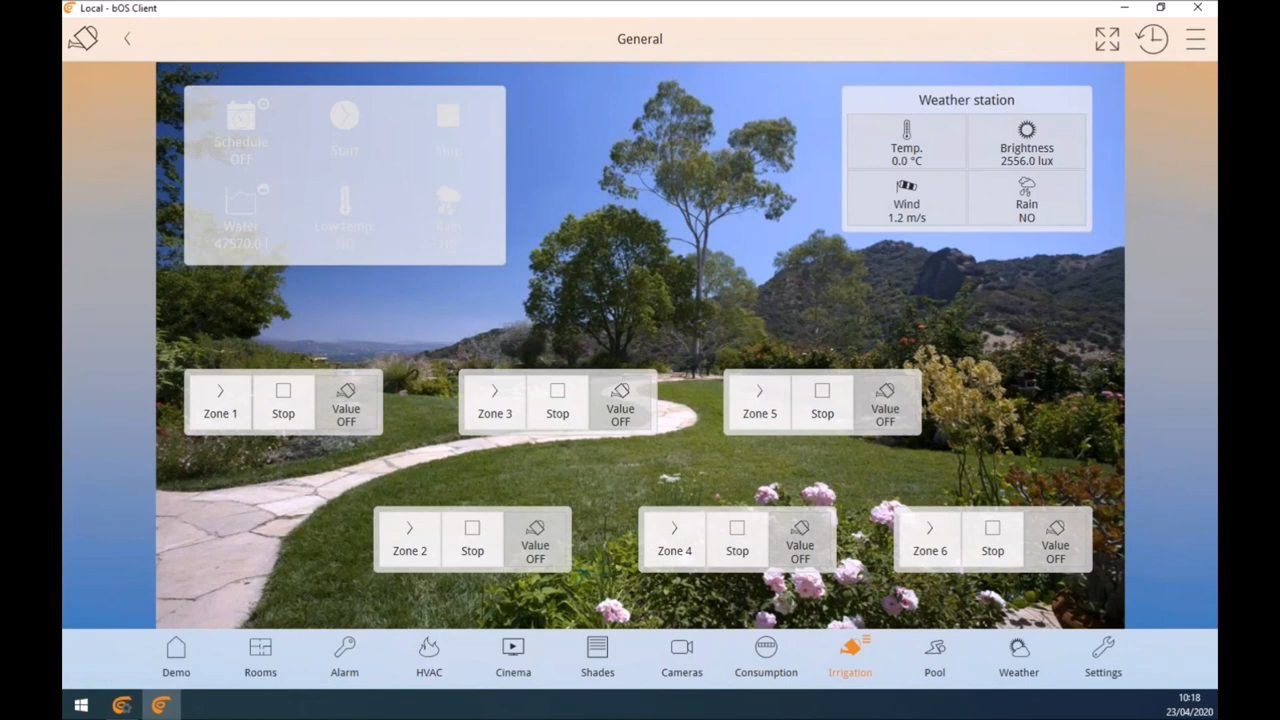 Local - bOS Client
General
Schedule
OFF
Start
Stop
Water
47570.0 l
Low temp.
NO
Rain
NO
Weather station
Temp.
0.0 °C
Brightness
2556.0 lux
Wind
1.2 m/s
Rain
NO
Zone 1
Stop
Value
OFF
Zone 3
Stop
Value
OFF
Zone 5
Stop
Value
OFF
Zone 2
Stop
Value
OFF
Zone 4
Stop
Value
OFF
Zone 6
Stop
Value
OFF
Demo
Rooms
Alarm
HVAC
Cinema
Shades
Cameras
Consumption
Irrigation
Pool
Weather
Settings
10:18
23/04/2020